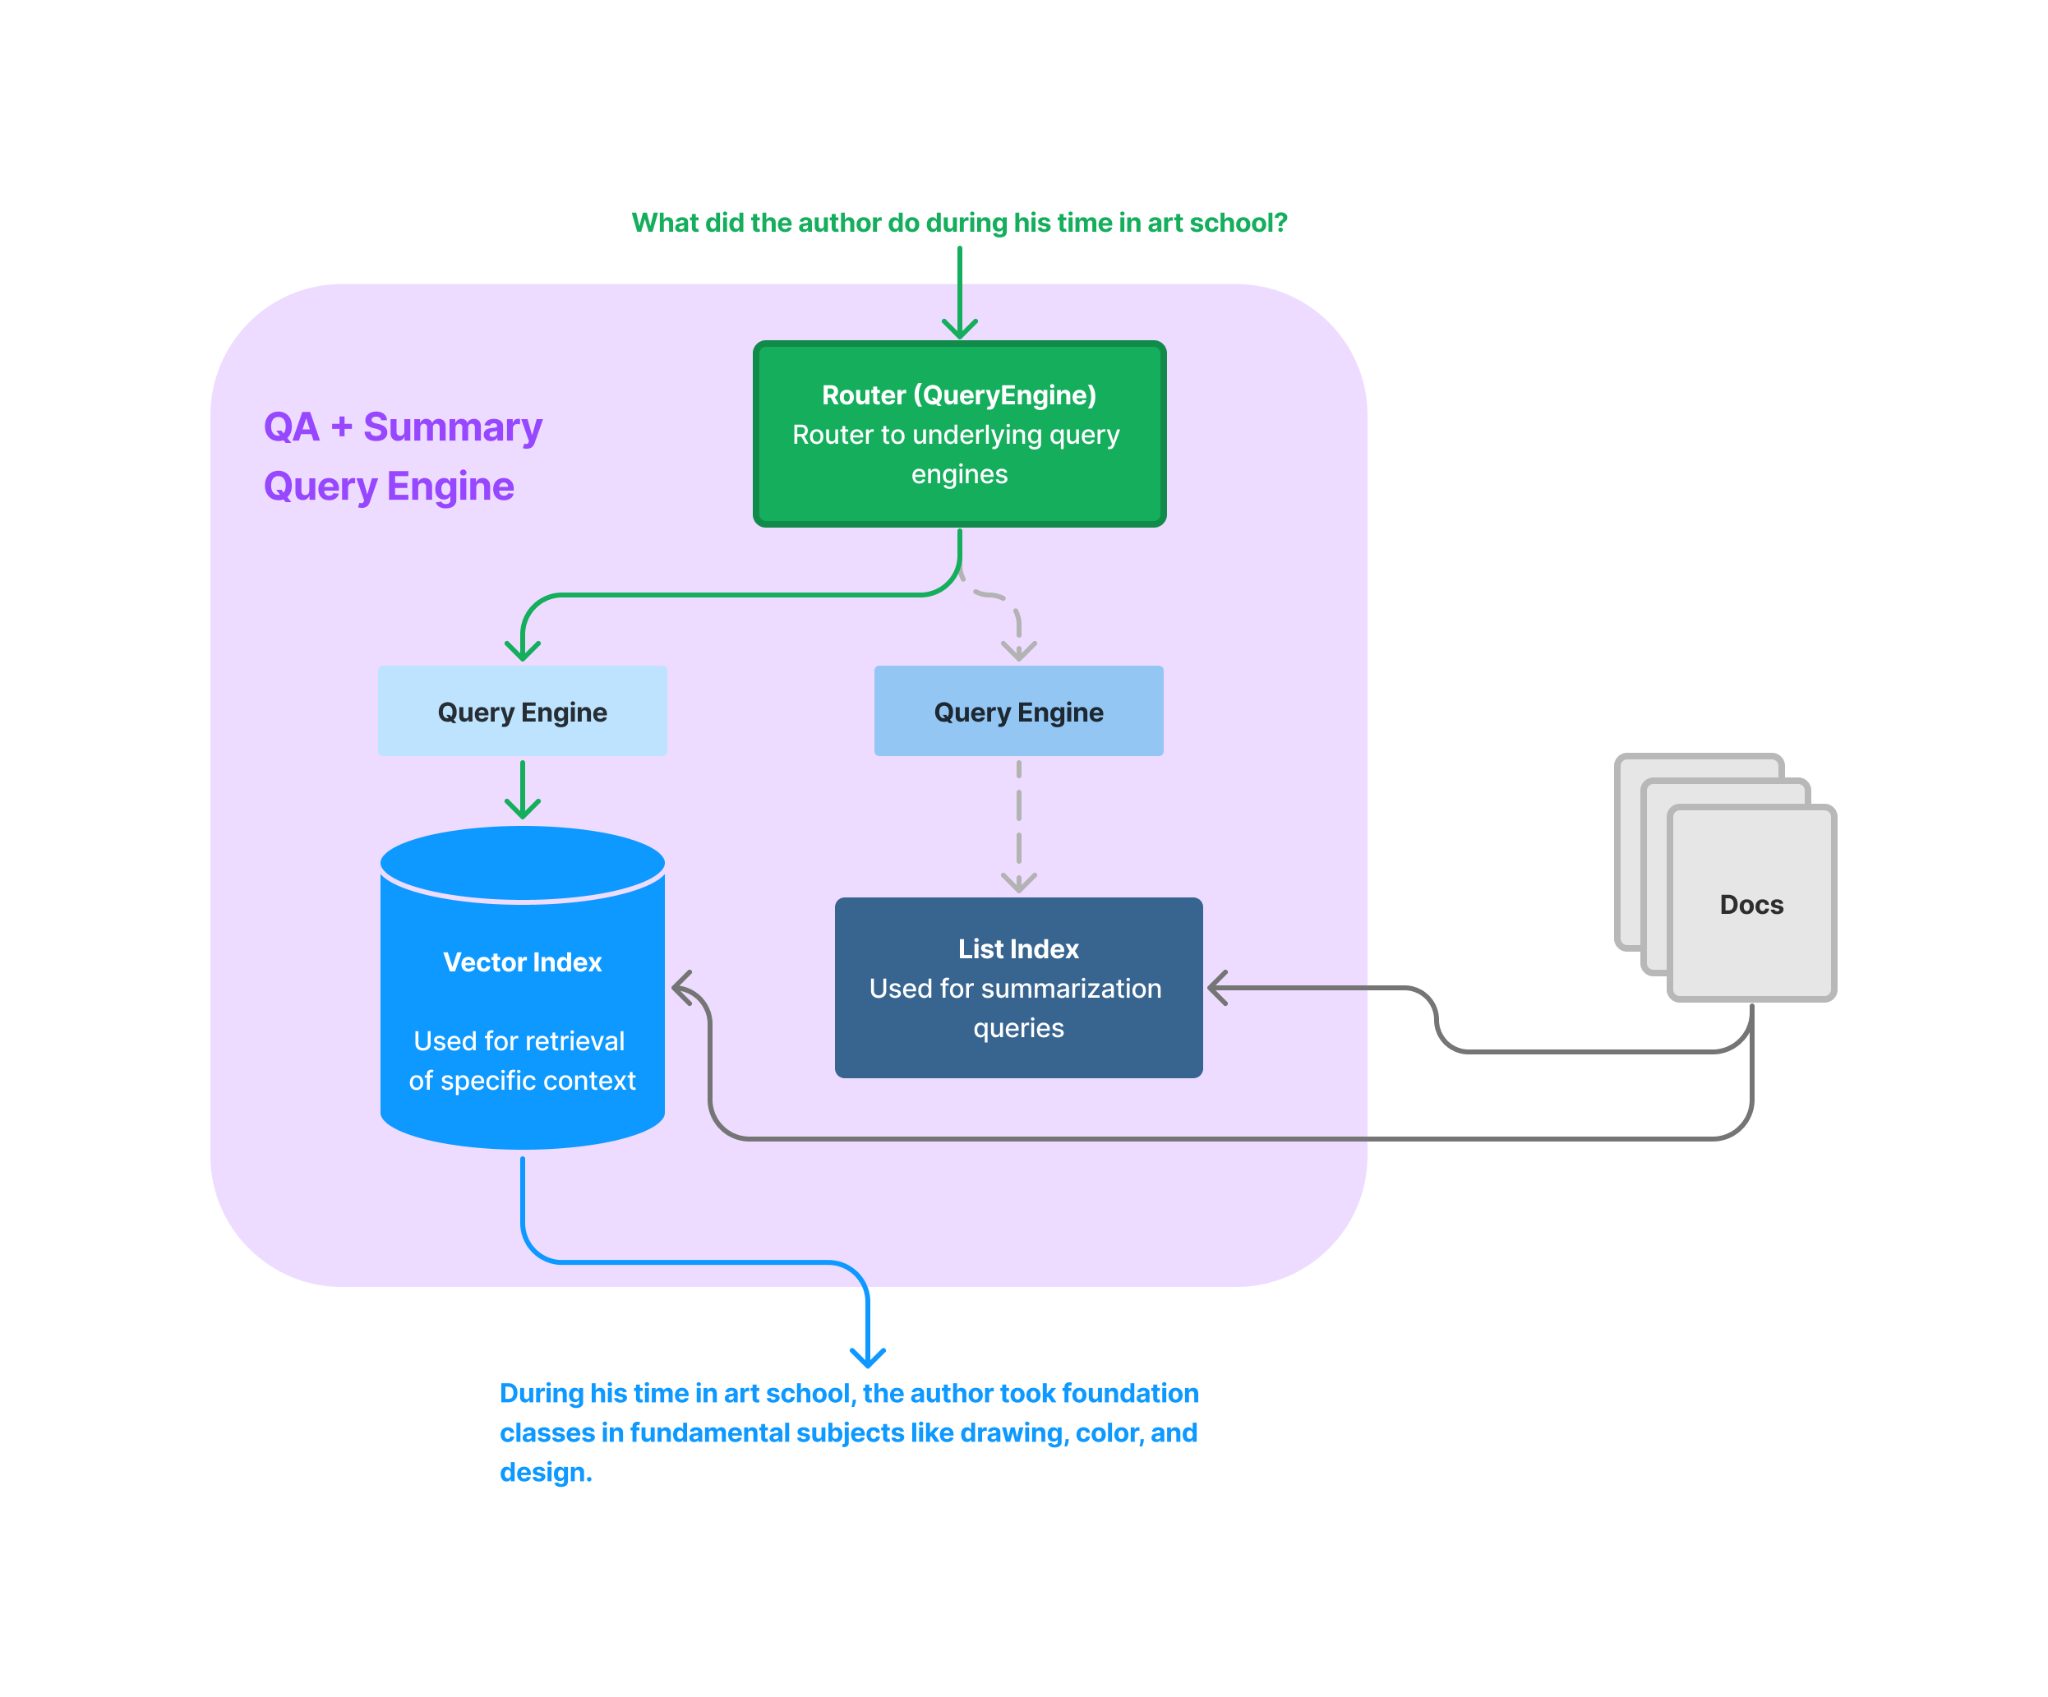 What did the author do during his time in art school?
QA + Summary
Query Engine
Router (QueryEngine)
Router to underlying query
engines
Query Engine
Query Engine
Vector Index
Used for retrieval
of specific context
List Index
Used for summarization
queries
Docs
During his time in art school, the author took foundation
classes in fundamental subjects like drawing, color, and
design.